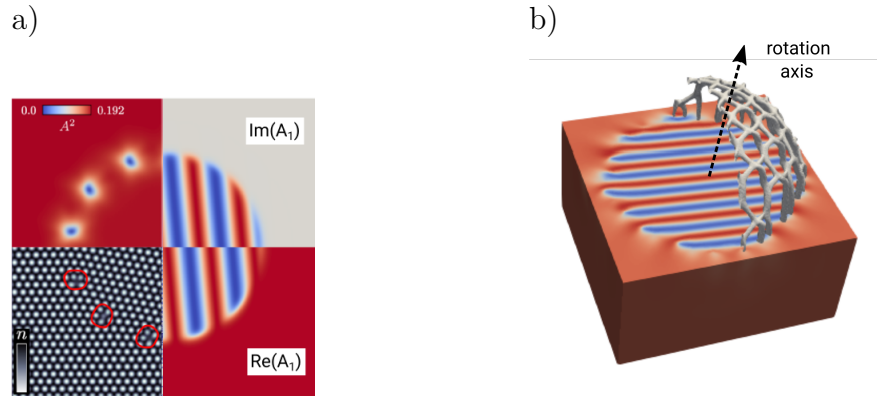 a)
b)
rotation
axis
0.0 0.192
A²
Im(A₁)
n
Re(A₁)